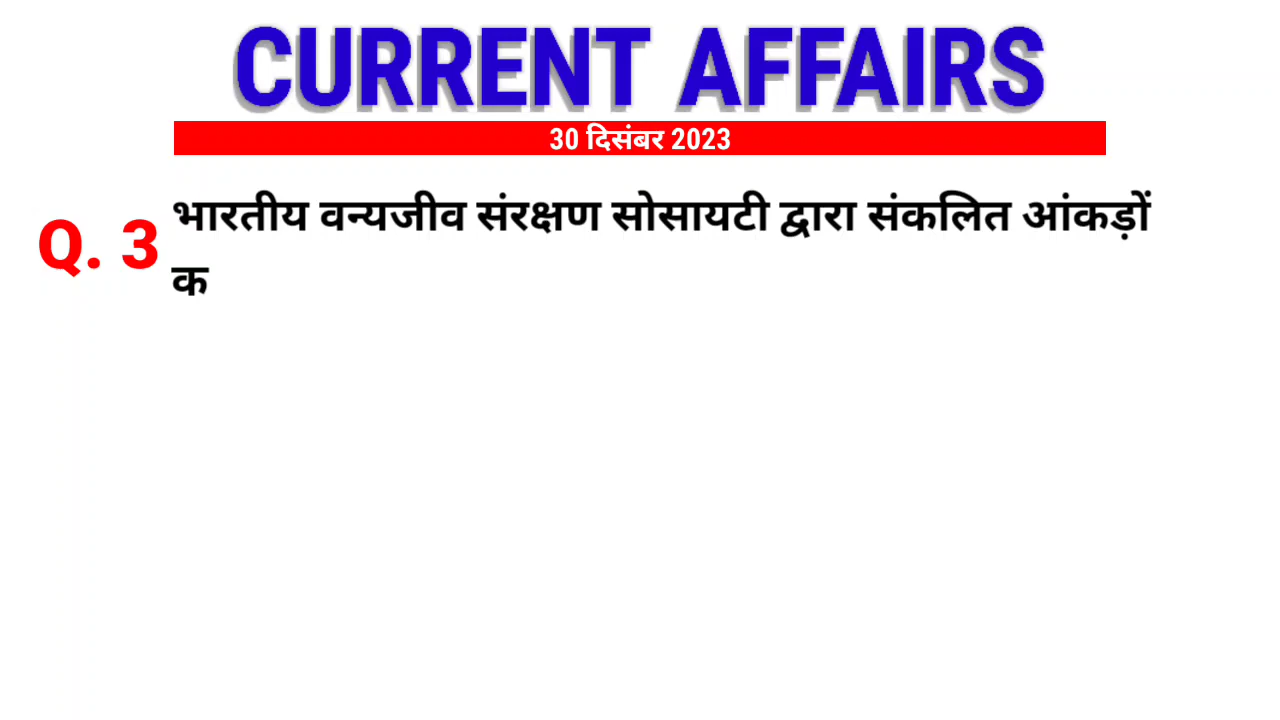 CURRENT AFFAIRS
30 दिसंबर 2023
Q. 3 भारतीय वन्यजीव संरक्षण सोसायटी द्वारा संकलित आंकड़ों
क